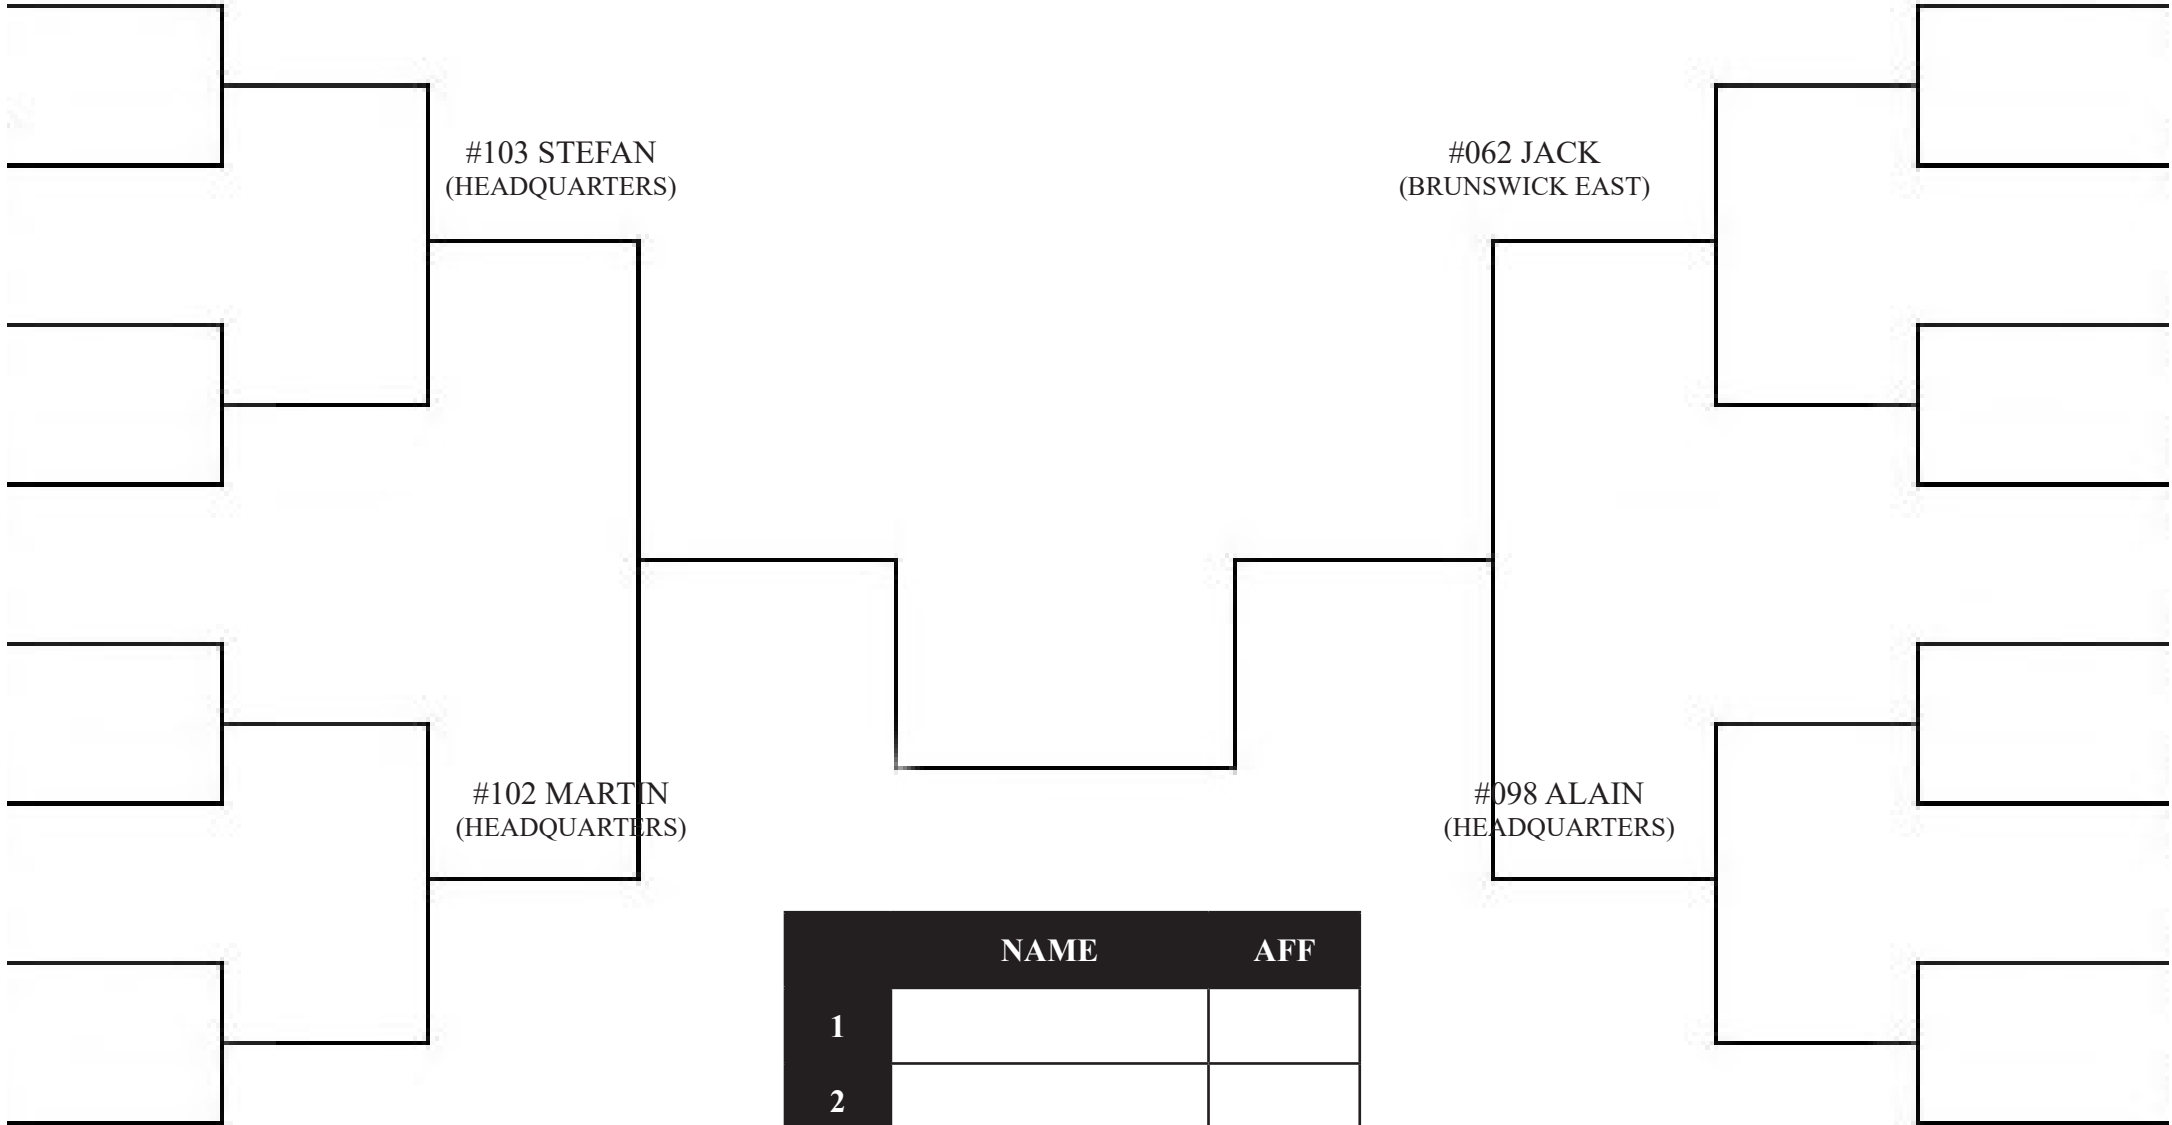 #103 STEFAN
(HEADQUARTERS)
#062 JACK
(BRUNSWICK EAST)
#102 MARTIN
(HEADQUARTERS)
#098 ALAIN
(HEADQUARTERS)
NAME AFF
1
2